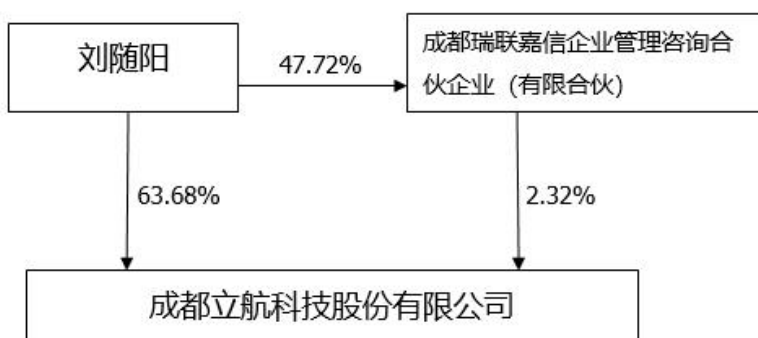 刘随阳
47.72%
成都瑞联嘉信企业管理咨询合
伙企业（有限合伙）
63.68%
2.32%
成都立航科技股份有限公司